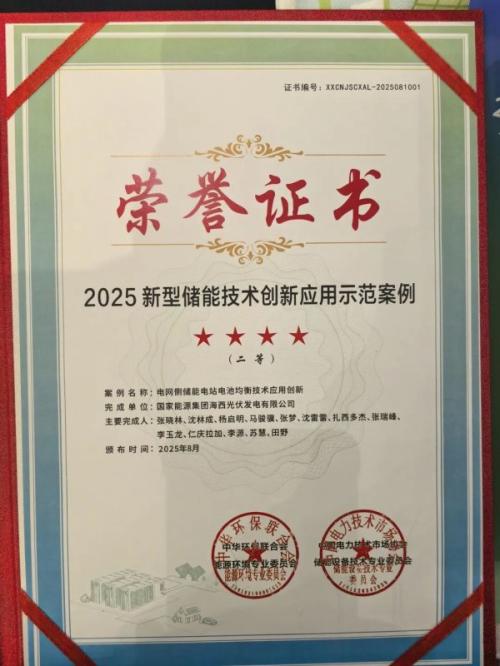 证书编号：XXCNJSCXAL-2025081001
荣誉证书
2025新型储能技术创新应用示范案例
★★★★
（二等）
案例名称：电网侧储能电站电池均衡技术应用创新
完成单位：国家能源集团海西光伏发电有限公司
主要完成人：张晓林、沈林成、杨启明、马骏骥、张梦、沈雷雷、扎西多杰、张瑞峰、
李玉龙、仁庆拉加、李源、苏慧、田野
颁布时间：2025年8月
中华环保联合会
能源环境专业委员会
中国电力技术市场协会
储能设备技术专业委员会